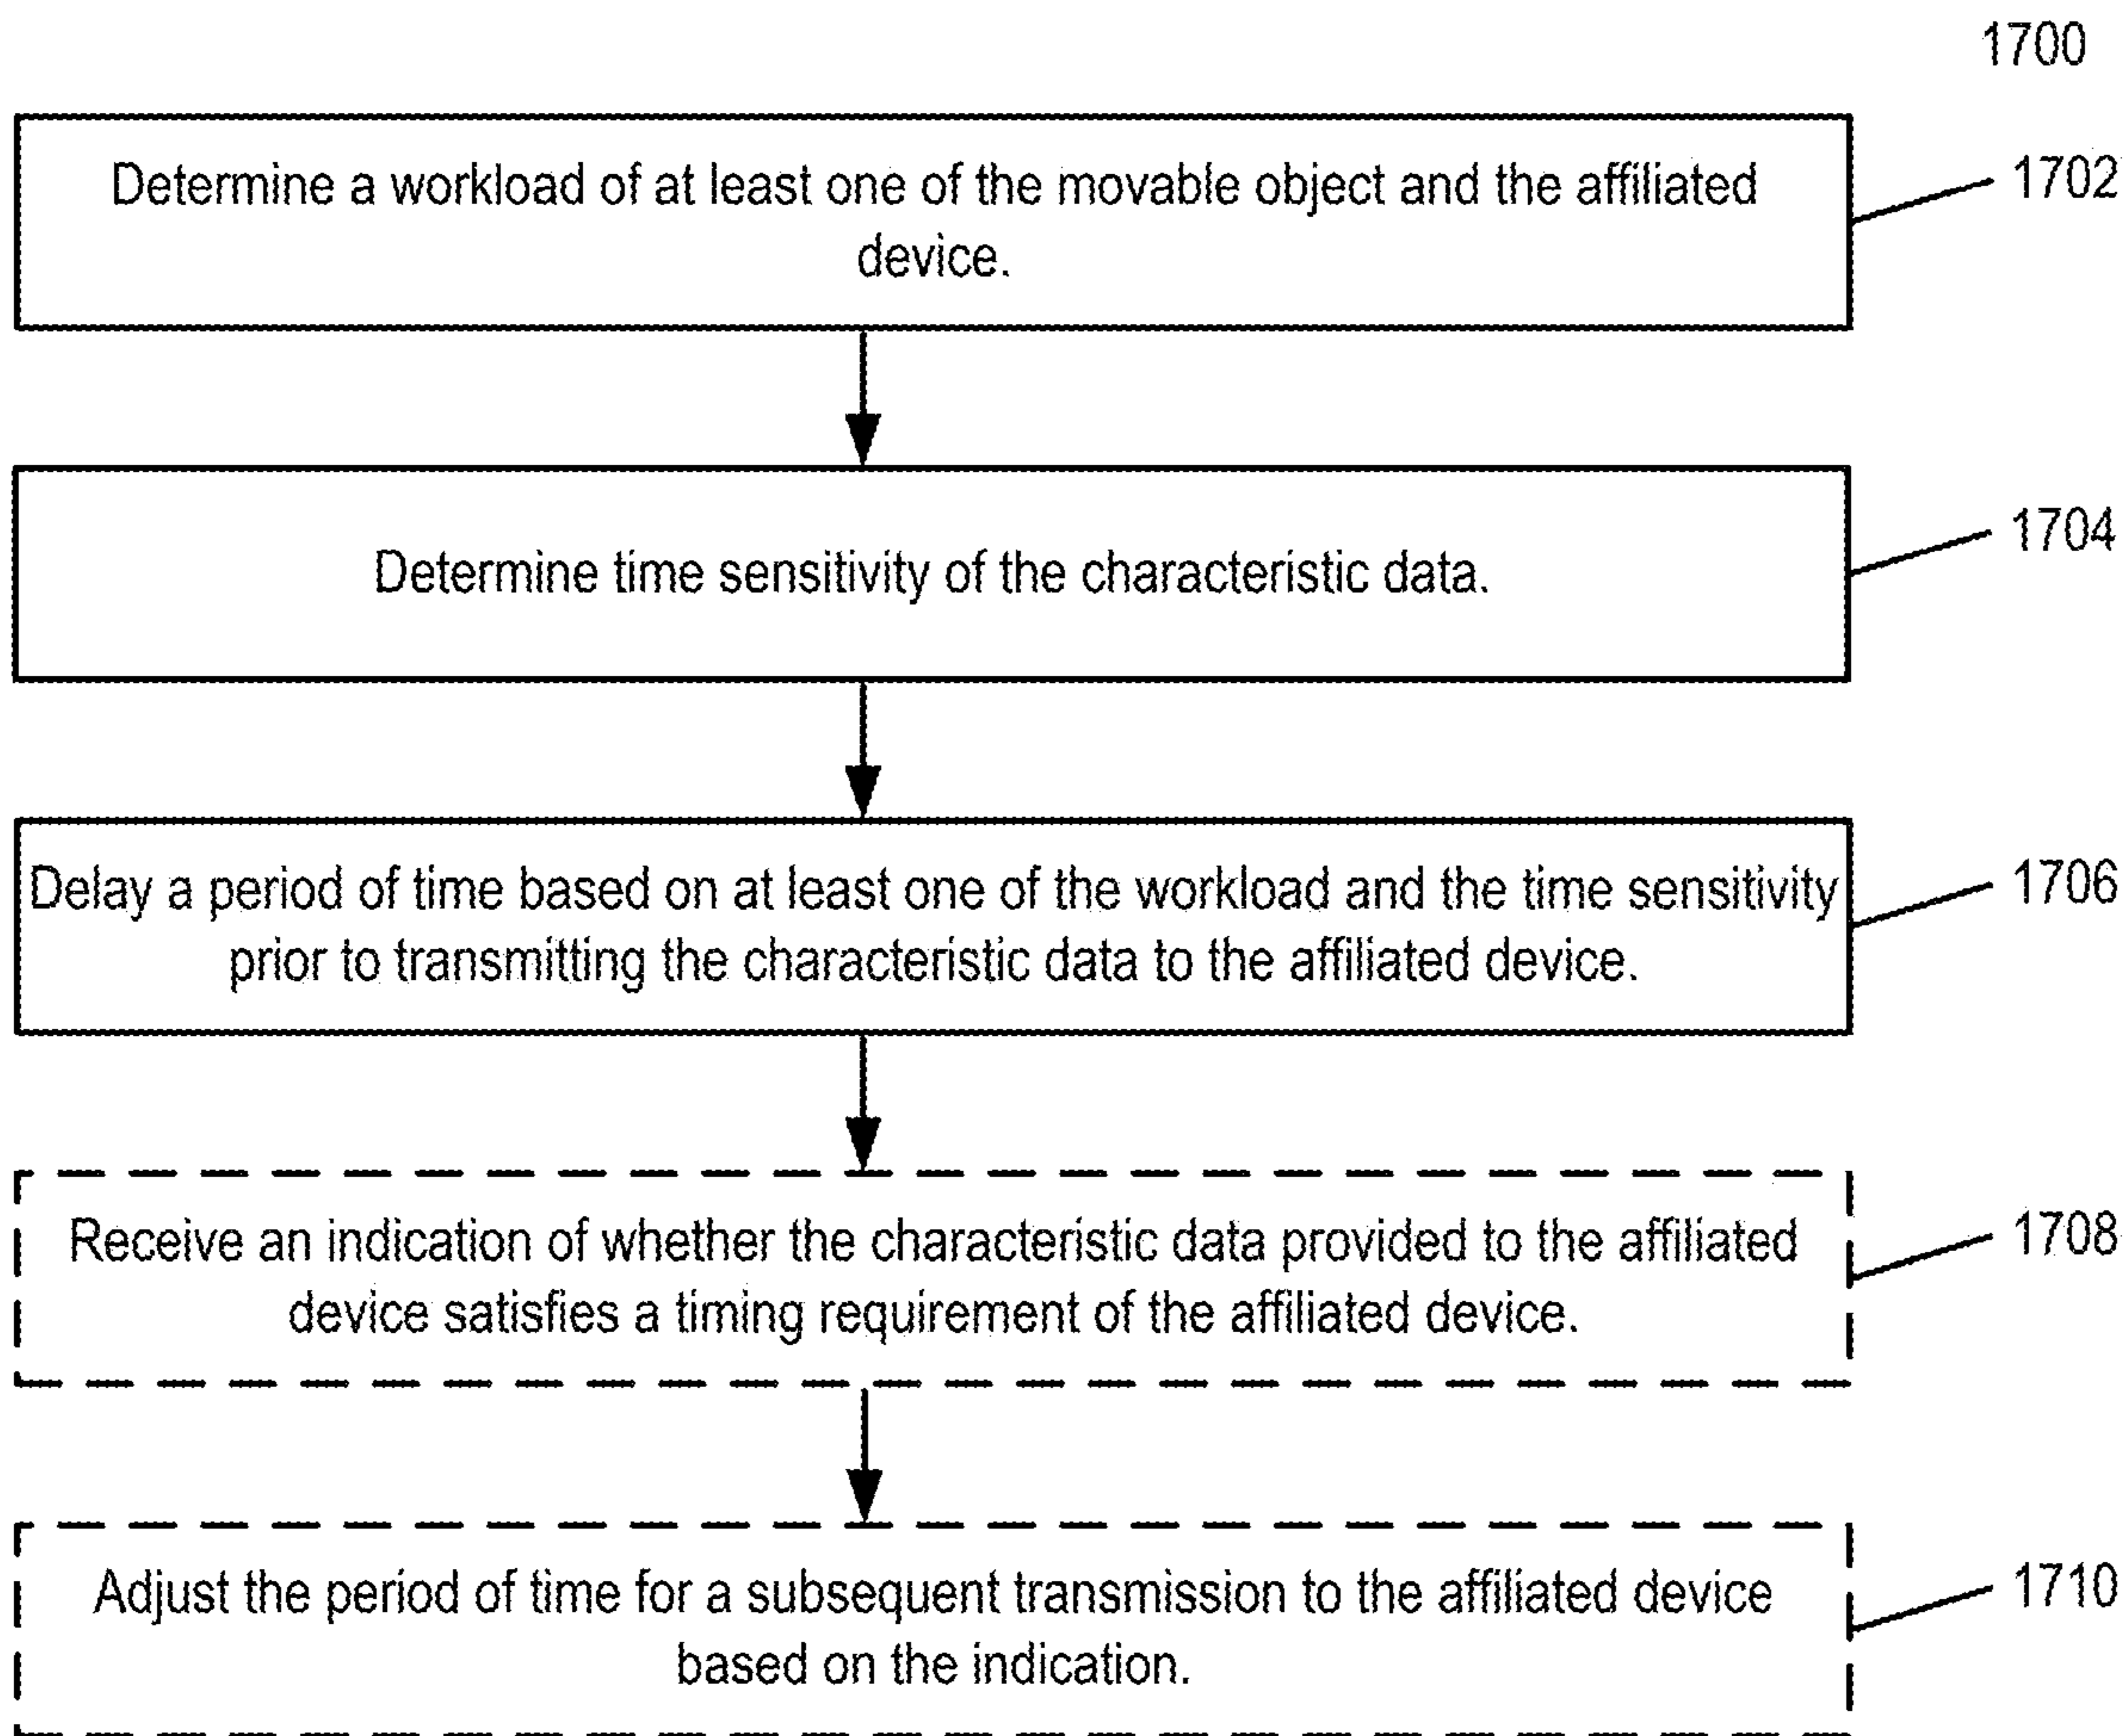 1700
Determine a workload of at least one of the movable object and the affiliated
device.
1702
Determine time sensitivity of the characteristic data.
1704
Delay a period of time based on at least one of the workload and the time sensitivity
prior to transmitting the characteristic data to the affiliated device.
1706
Receive an indication of whether the characteristic data provided to the affiliated
device satisfies a timing requirement of the affiliated device.
1708
Adjust the period of time for a subsequent transmission to the affiliated device
based on the indication.
1710